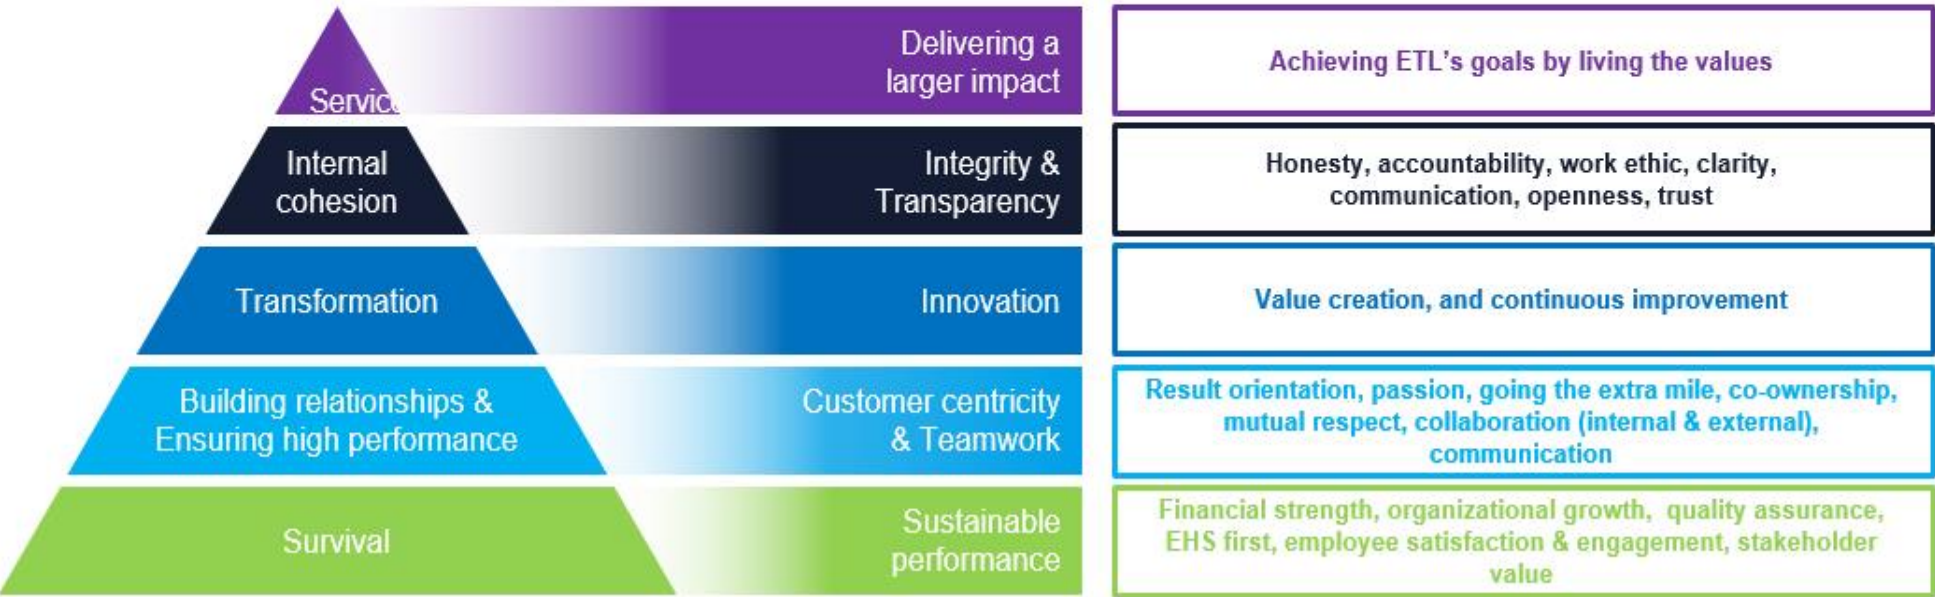 Service
Delivering a
larger impact
Achieving ETL's goals by living the values
Internal
cohesion
Integrity &
Transparency
Honesty, accountability, work ethic, clarity,
communication, openness, trust
Transformation
Innovation
Value creation, and continuous improvement
Building relationships &
Ensuring high performance
Customer centricity
& Teamwork
Result orientation, passion, going the extra mile, co-ownership,
mutual respect, collaboration (internal & external),
communication
Survival
Sustainable
performance
Financial strength, organizational growth, quality assurance,
EHS first, employee satisfaction & engagement, stakeholder
value